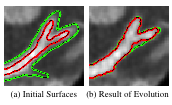 (a) Initial Surfaces (b) Result of Evolution